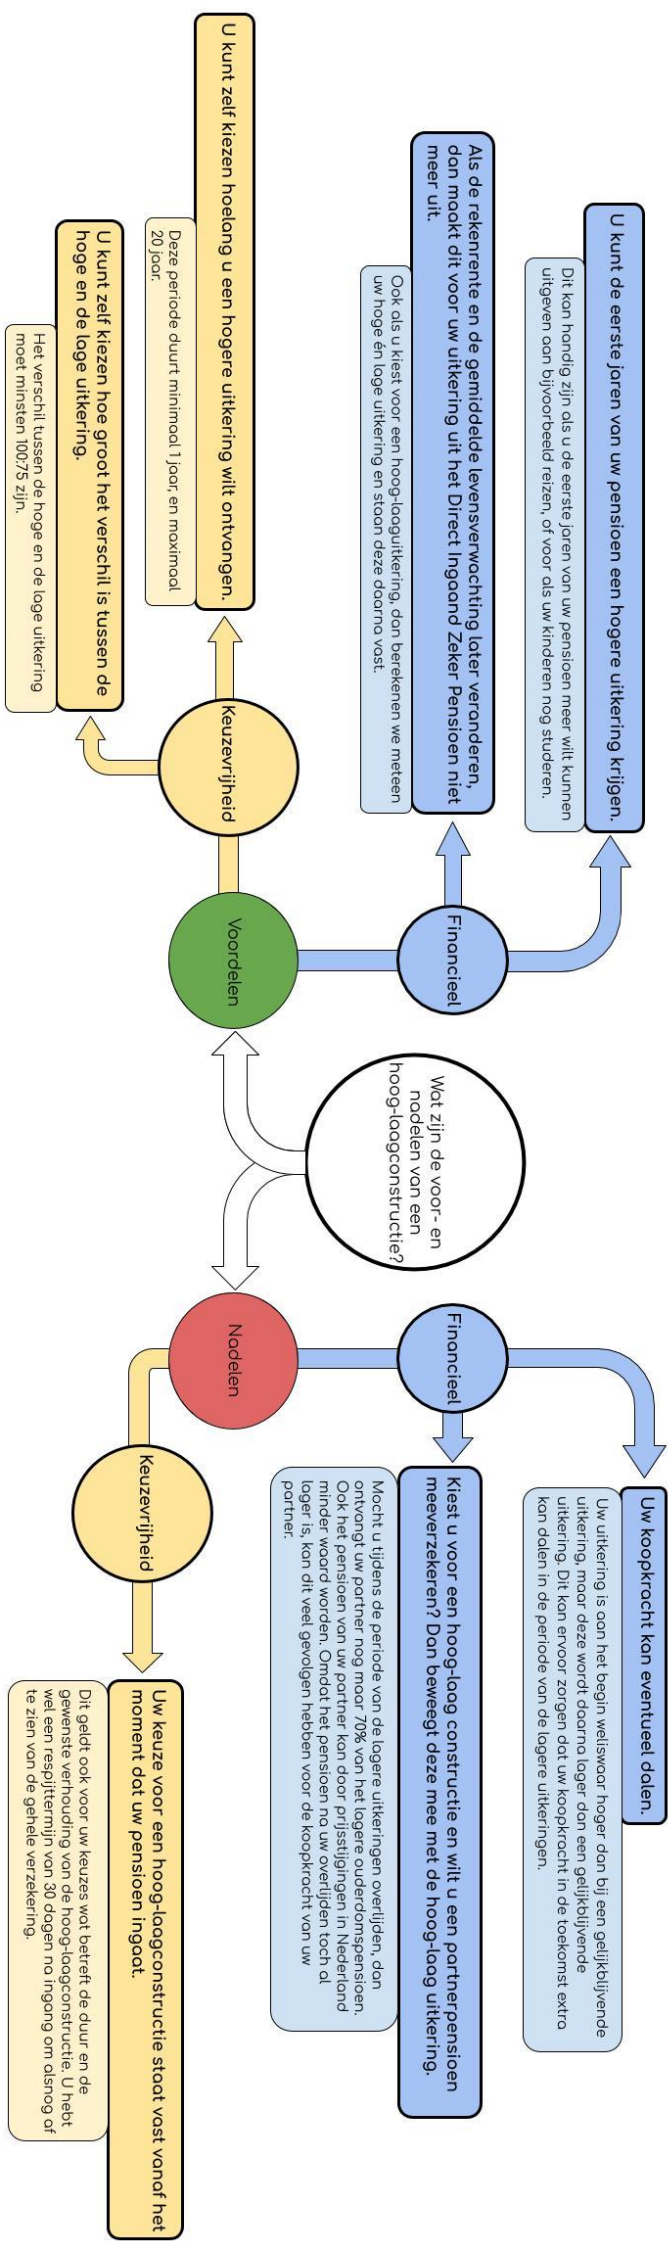 Wat zijn de voor- en
nadelen van een
hoog-laagconstructie?
Voordelen
Financieel
U kunt de eerste jaren van uw pensioen een hogere uitkering krijgen.
Dit kan handig zijn als u de eerste jaren van uw pensioen meer wilt kunnen
uitgeven aan bijvoorbeeld reizen, of voor als uw kinderen nog studeren.
Als de rekenrente en de gemiddelde levensverwachting later veranderen,
dan maakt dit voor uw uitkering uit het Direct Ingaand Zeker Pensioen niet
meer uit.
Ook als u kiest voor een hoog-laaguitkering, dan berekenen we meteen
uw hoge én lage uitkering en staan deze daarna vast.
Keuzevrijheid
U kunt zelf kiezen hoelang u een hogere uitkering wilt ontvangen.
Deze periode duurt minimaal 1 jaar, en maximaal
20 jaar.
U kunt zelf kiezen hoe groot het verschil is tussen de
hoge en de lage uitkering.
Het verschil tussen de hoge en de lage uitkering
moet minsten 100:75 zijn.
Nadelen
Financieel
Uw koopkracht kan eventueel dalen.
Uw uitkering is aan het begin weliswaar hoger dan bij een gelijkblijvende
uitkering, maar deze wordt daarna lager dan een gelijkblijvende
uitkering. Dit kan ervoor zorgen dat uw koopkracht in de toekomst extra
kan dalen in de periode van de lagere uitkeringen.
Kiest u voor een hoog-laag constructie en wilt u een partnerpensioen
meeverzekeren? Dan beweegt deze mee met de hoog-laag uitkering.
Mocht u tijdens de periode van de lagere uitkeringen overlijden, dan
ontvangt uw partner nog maar 70% van het lagere ouderdomspensioen.
Ook het pensioen van uw partner kan door prijsstijgingen in Nederland
minder waard worden. Omdat het pensioen na uw overlijden toch al
lager is, kan dit veel gevolgen hebben voor de koopkracht van uw
partner.
Keuzevrijheid
Uw keuze voor een hoog-laagconstructie staat vast vanaf het
moment dat uw pensioen ingaat.
Dit geldt ook voor uw keuzes wat betreft de duur en de
gewenste verhouding van de hoog-laagconstructie. U hebt
wel een respijttermijn van 30 dagen na ingang om alsnog af
te zien van de gehele verzekering.